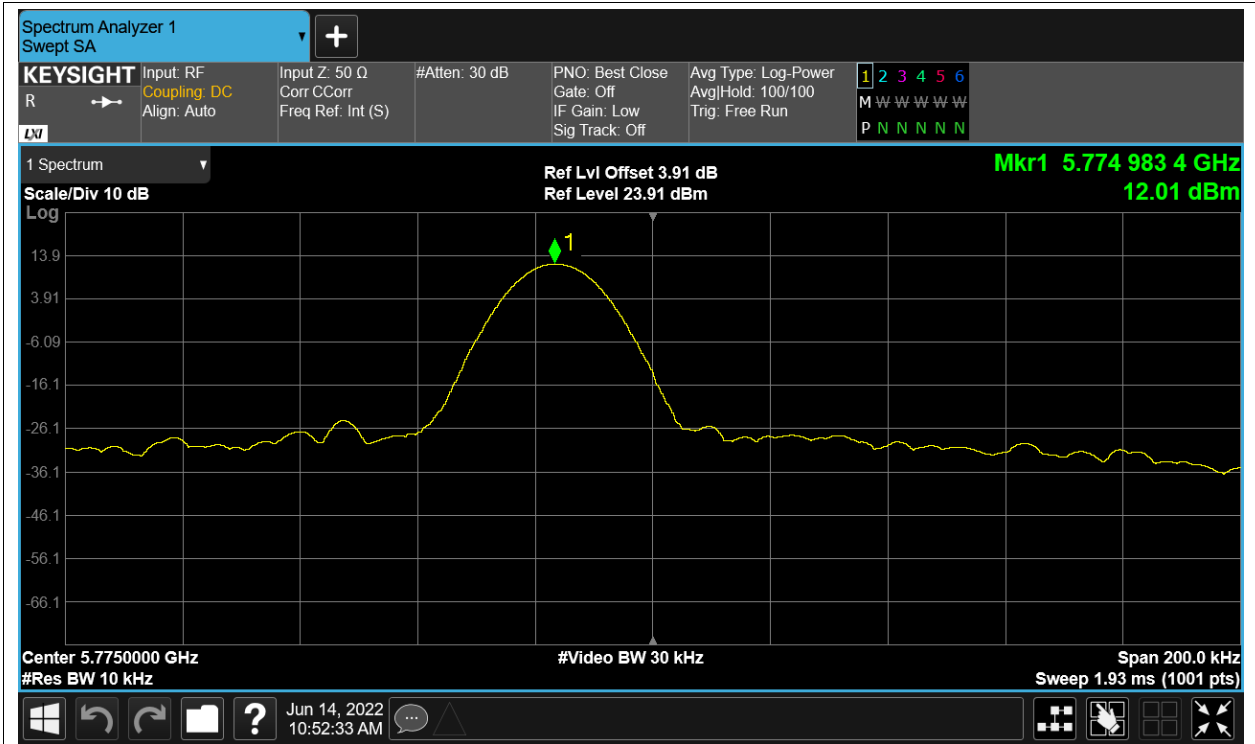 Spectrum Analyzer 1
Swept SA
KEYSIGHT
R
LXI
Input: RF
Coupling: DC
Align: Auto
Input Z: 50 Ω
Corr CCorr
Freq Ref: Int (S)
#Atten: 30 dB
PNO: Best Close
Gate: Off
IF Gain: Low
Sig Track: Off
Avg Type: Log-Power
Avg|Hold: 100/100
Trig: Free Run
1 2 3 4 5 6
M W W W W W
P N N N N N
1 Spectrum
Scale/Div 10 dB
Log
Ref Lvl Offset 3.91 dB
Ref Level 23.91 dBm
Mkr1 5.774 983 4 GHz
12.01 dBm
1
13.9
3.91
-6.09
-16.1
-26.1
-36.1
-46.1
-56.1
-66.1
Center 5.7750000 GHz
#Res BW 10 kHz
#Video BW 30 kHz
Span 200.0 kHz
Sweep 1.93 ms (1001 pts)
?
Jun 14, 2022
10:52:33 AM